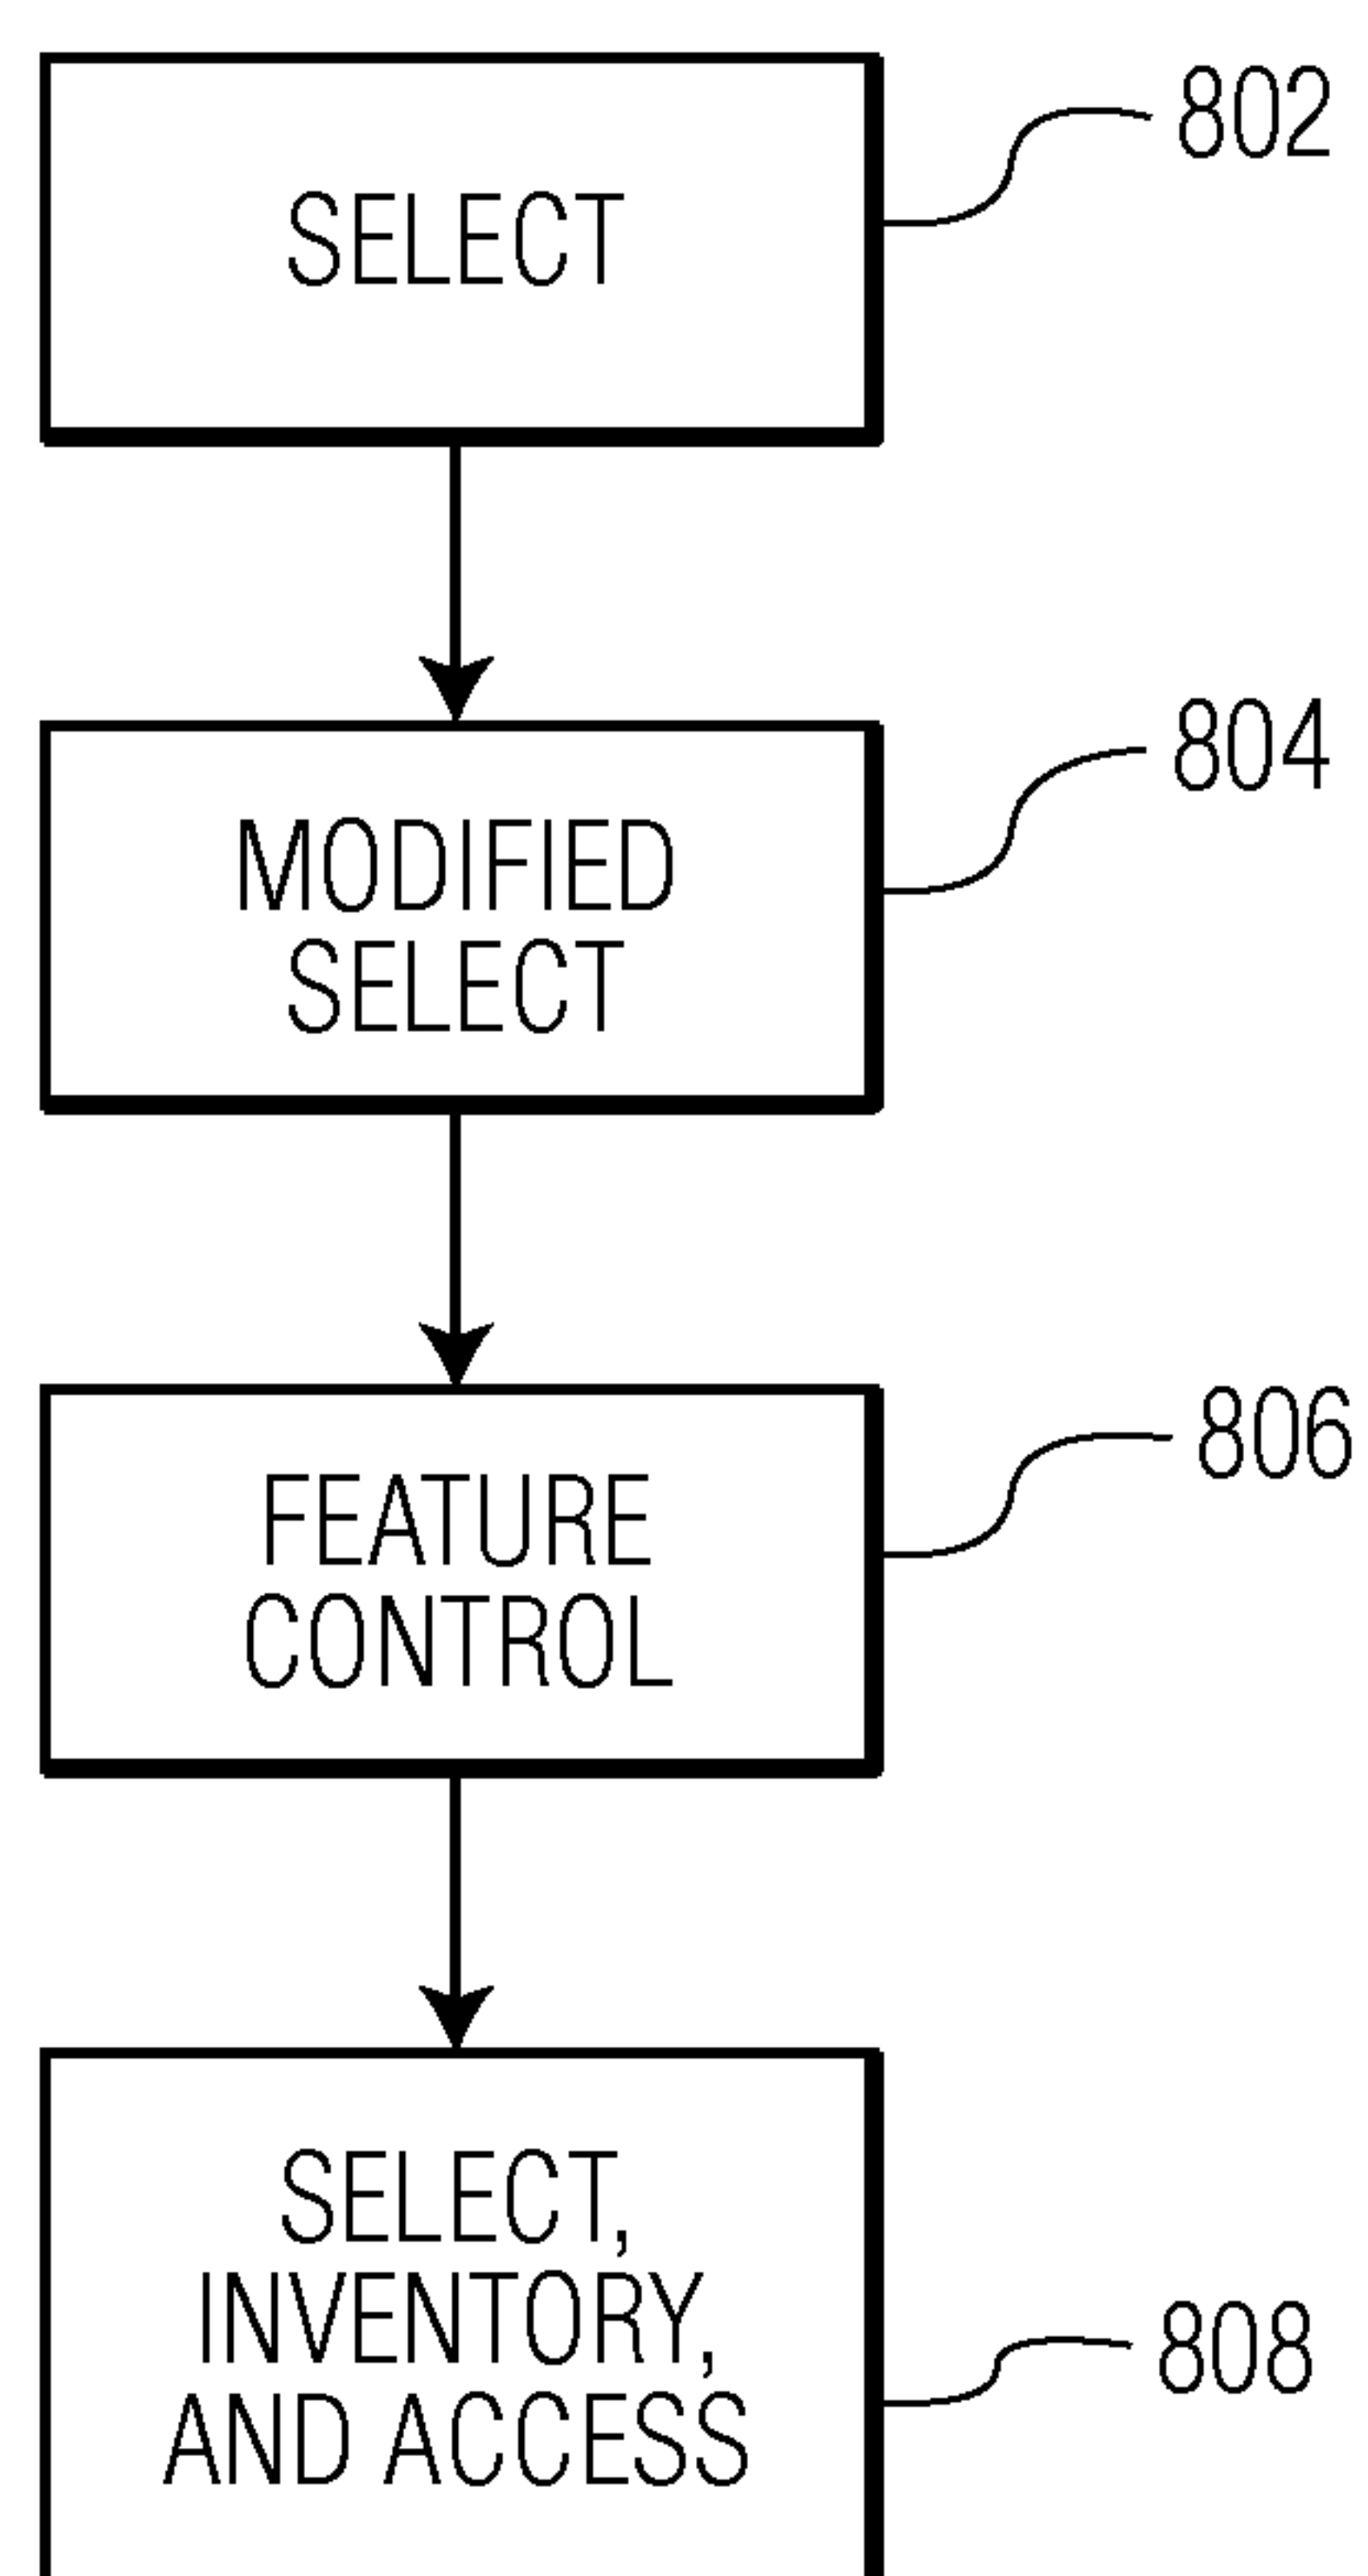 SELECT
802
MODIFIED
SELECT
804
FEATURE
CONTROL
806
SELECT,
INVENTORY,
AND ACCESS
808